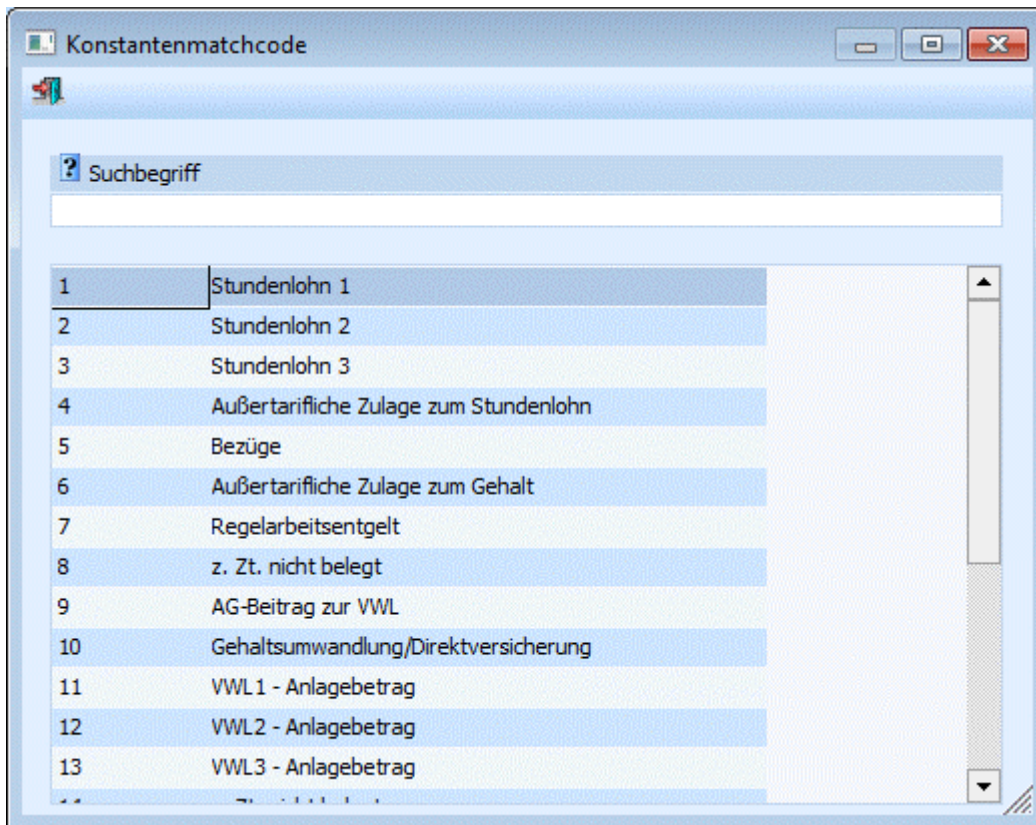 Konstantenmatchcode
Suchbegriff
1 Stundenlohn 1
2 Stundenlohn 2
3 Stundenlohn 3
4 Außertarifliche Zulage zum Stundenlohn
5 Bezüge
6 Außertarifliche Zulage zum Gehalt
7 Regelarbeitsentgelt
8 z. Zt. nicht belegt
9 AG-Beitrag zur VWL
10 Gehaltsumwandlung/Direktversicherung
11 VWL1 - Anlagebetrag
12 VWL2 - Anlagebetrag
13 VWL3 - Anlagebetrag